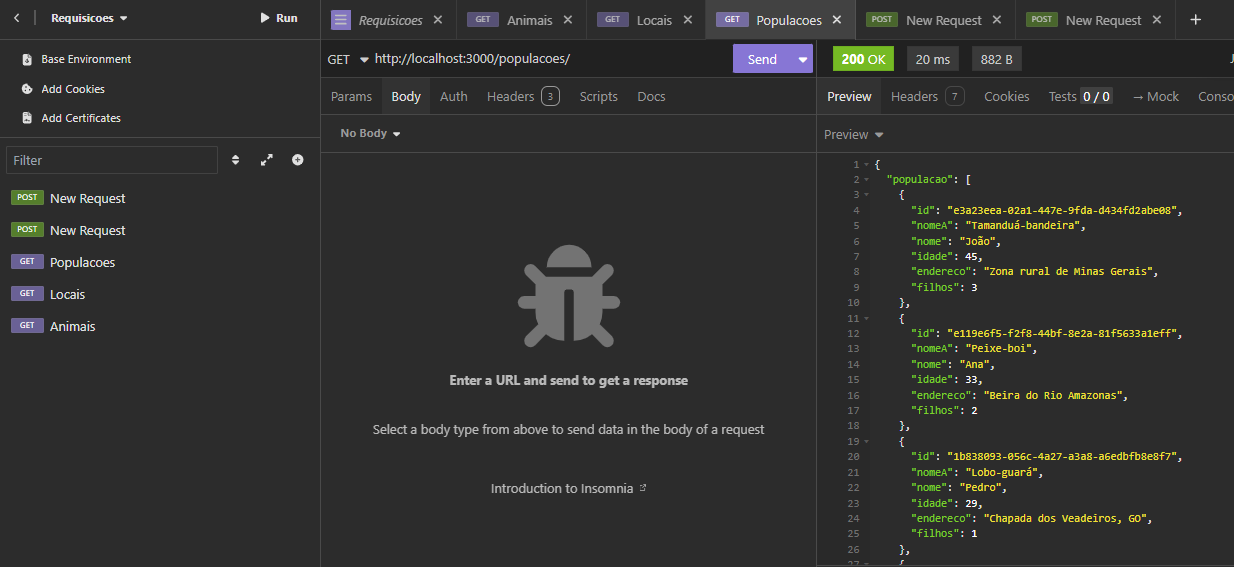 Requisicoes
Run
Requisicoes
GET Animais
GET Locais
GET Populacoes
POST New Request
POST New Request
Base Environment
Add Cookies
Add Certificates
Filter
POST New Request
POST New Request
GET Populacoes
GET Locais
GET Animais
GET http://localhost:3000/populacoes/
Send
Params Body Auth Headers 3 Scripts Docs
No Body
Enter a URL and send to get a response
Select a body type from above to send data in the body of a request
Introduction to Insomnia
200 OK 20 ms 882 B
Preview Headers 7 Cookies Tests 0 / 0 → Mock Conso
Preview
1 {
2 "populacao": [
3 {
4 "id": "e3a23eea-02a1-447e-9fda-d434fd2abe08",
5 "nomeA": "Tamanduá-bandeira",
6 "nome": "João",
7 "idade": 45,
8 "endereco": "Zona rural de Minas Gerais",
9 "filhos": 3
10 },
11 {
12 "id": "e119e6f5-f2f8-44bf-8e2a-81f5633a1eff",
13 "nomeA": "Peixe-boi",
14 "nome": "Ana",
15 "idade": 33,
16 "endereco": "Beira do Rio Amazonas",
17 "filhos": 2
18 },
19 {
20 "id": "1b838093-056c-4a27-a3a8-a6edbfb8e8f7",
21 "nomeA": "Lobo-guará",
22 "nome": "Pedro",
23 "idade": 29,
24 "endereco": "Chapada dos Veadeiros, GO",
25 "filhos": 1
26 },
27 {